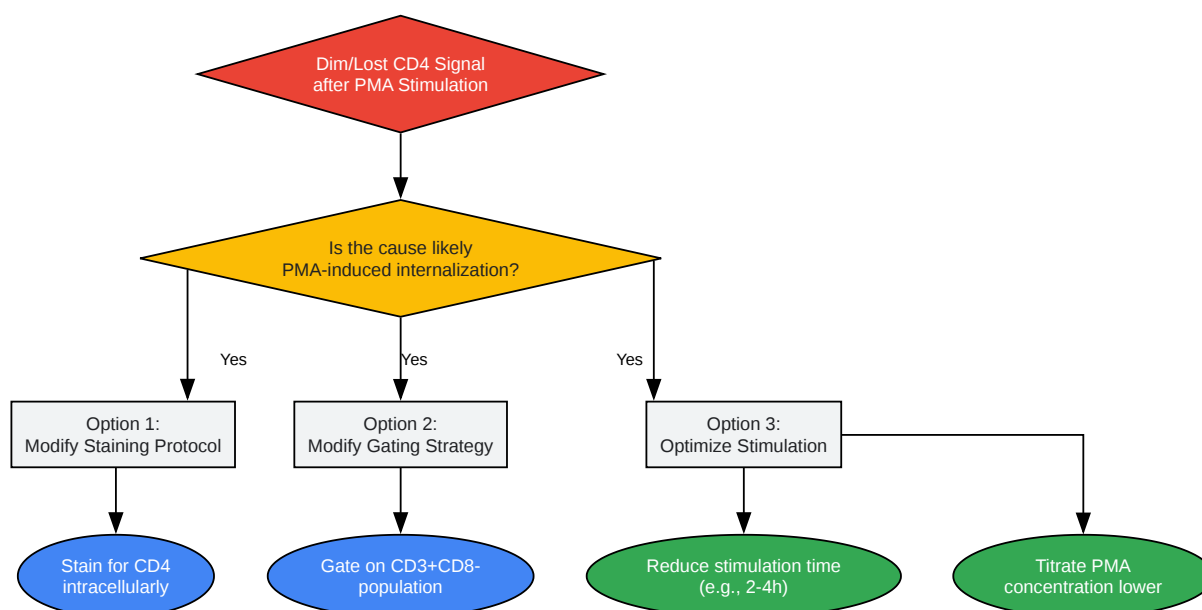 Dim/Lost CD4 Signal
after PMA Stimulation
Is the cause likely
PMA-induced internalization?
Yes
Yes
Yes
Option 1:
Modify Staining Protocol
Option 2:
Modify Gating Strategy
Option 3:
Optimize Stimulation
Stain for CD4
intracellularly
Gate on CD3+CD8-
population
Reduce stimulation time
(e.g., 2-4h)
Titrate PMA
concentration lower